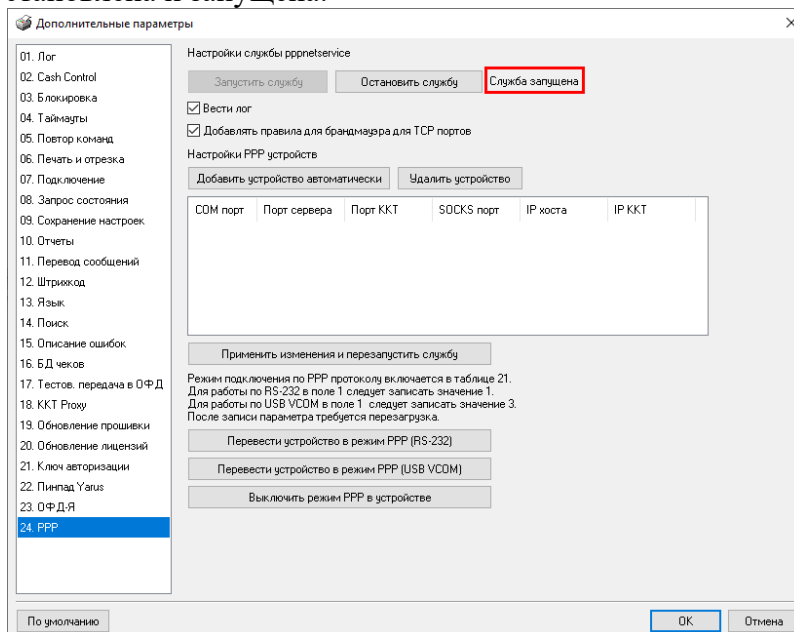 становлена и запущена.
Дополнительные параметры
01. Лог
02. Cash Control
03. Блокировка
04. Таймауты
05. Повтор команд
06. Печать и отрезка
07. Подключение
08. Запрос состояния
09. Сохранение настроек
10. Отчеты
11. Перевод сообщений
12. Штрихкод
13. Язык
14. Поиск
15. Описание ошибок
16. БД чеков
17. Тестов. передача в ОФД
18. ККТ Proxy
19. Обновление прошивки
20. Обновление лицензий
21. Ключ авторизации
22. Пинпад Yarus
23. ОФД-Я
24. PPP
Настройки службы pppnetservice
Запустить службу Остановить службу Служба запущена
Вести лог
Добавлять правила для брандмауэра для TCP портов
Настройки PPP устройств
Добавить устройство автоматически Удалить устройство
COM порт Порт сервера Порт ККТ SOCKS порт IP хоста IP ККТ
Применить изменения и перезапустить службу
Режим подключения по PPP протоколу включается в таблице 21.
Для работы по RS-232 в поле 1 следует записать значение 1.
Для работы по USB VCOM в поле 1 следует записать значение 3.
После записи параметра требуется перезагрузка.
Перевести устройство в режим PPP (RS-232)
Перевести устройство в режим PPP (USB VCOM)
Выключить режим PPP в устройстве
По умолчанию OK Отмена